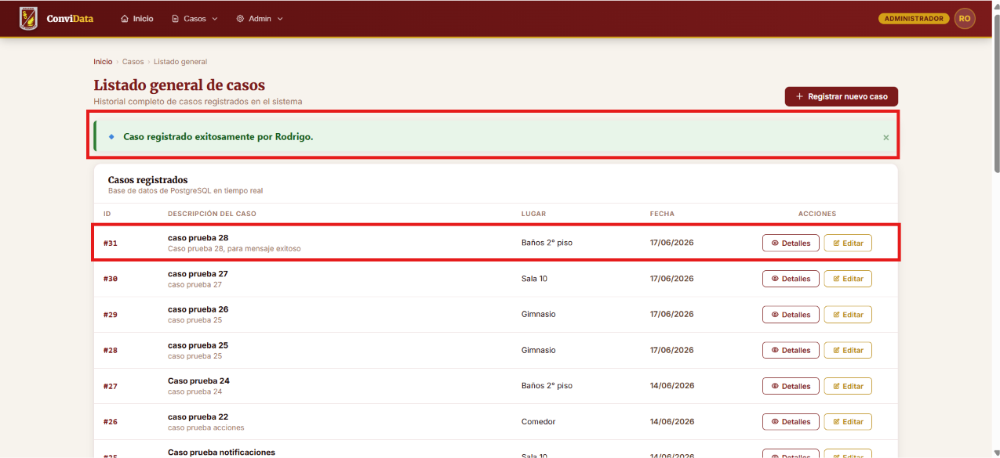 ConviData Inicio Casos Admin ADMINISTRADOR RO
Inicio › Casos › Listado general
Listado general de casos
Historial completo de casos registrados en el sistema
+ Registrar nuevo caso
Caso registrado exitosamente por Rodrigo. ×
Casos registrados
Base de datos de PostgreSQL en tiempo real
ID DESCRIPCIÓN DEL CASO LUGAR FECHA ACCIONES
#31 caso prueba 28 Baños 2° piso 17/06/2026 Detalles Editar
Caso prueba 28, para mensaje exitoso
#30 caso prueba 27 Sala 10 17/06/2026 Detalles Editar
caso prueba 27
#29 caso prueba 26 Gimnasio 17/06/2026 Detalles Editar
caso prueba 25
#28 caso prueba 25 Gimnasio 17/06/2026 Detalles Editar
caso prueba 25
#27 Caso prueba 24 Baños 2° piso 14/06/2026 Detalles Editar
caso prueba 24
#26 caso prueba 22 Comedor 14/06/2026 Detalles Editar
caso prueba acciones
#25 Caso prueba notificaciones Sala 10 14/06/2026 Detalles Editar